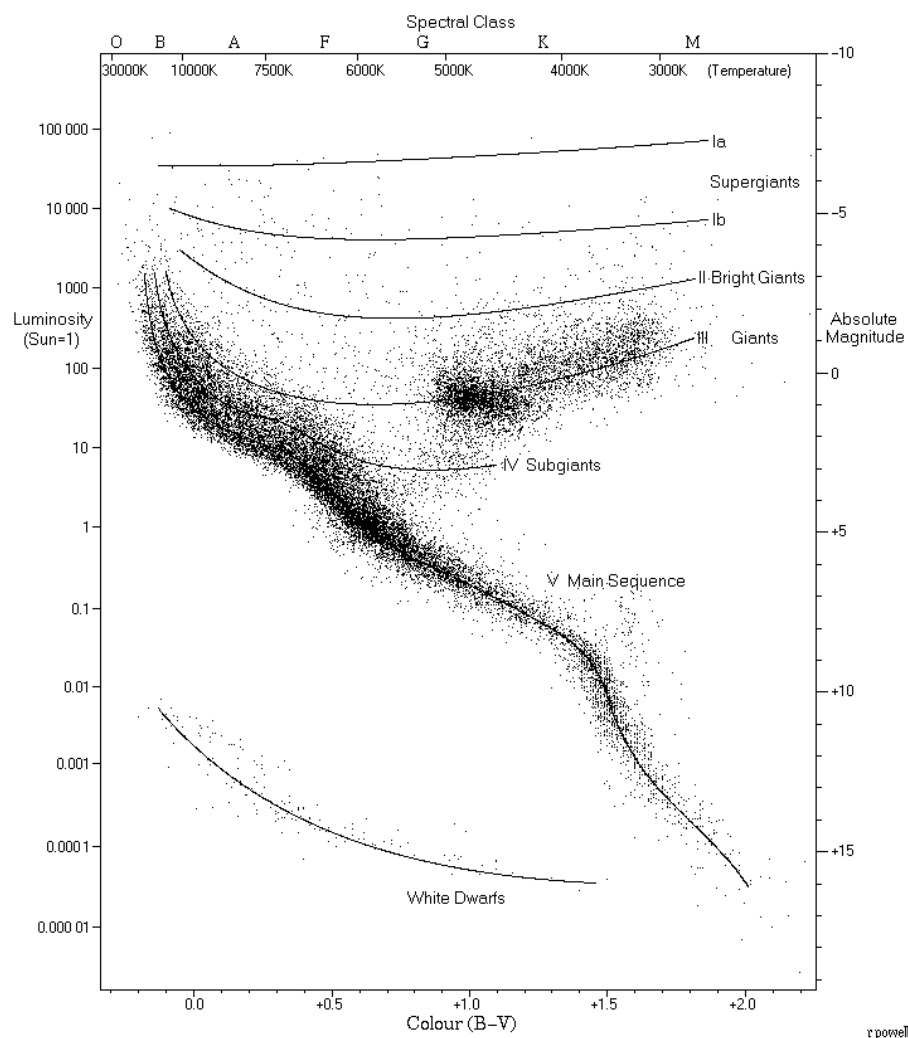 Spectral Class
O B A F G K M
30000K 10000K 7500K 6000K 5000K 4000K 3000K (Temperature)
-10
100 000
Ia
Supergiants
10 000
-5
Ib
1000
II Bright Giants
Luminosity
(Sun=1)
Absolute
Magnitude
III Giants
100
0
10
IV Subgiants
1
+5
V Main Sequence
0.1
0.01
+10
0.001
0.0001
+15
White Dwarfs
0.000 01
0.0 +0.5 +1.0 +1.5 +2.0
Colour (B-V)
r powell